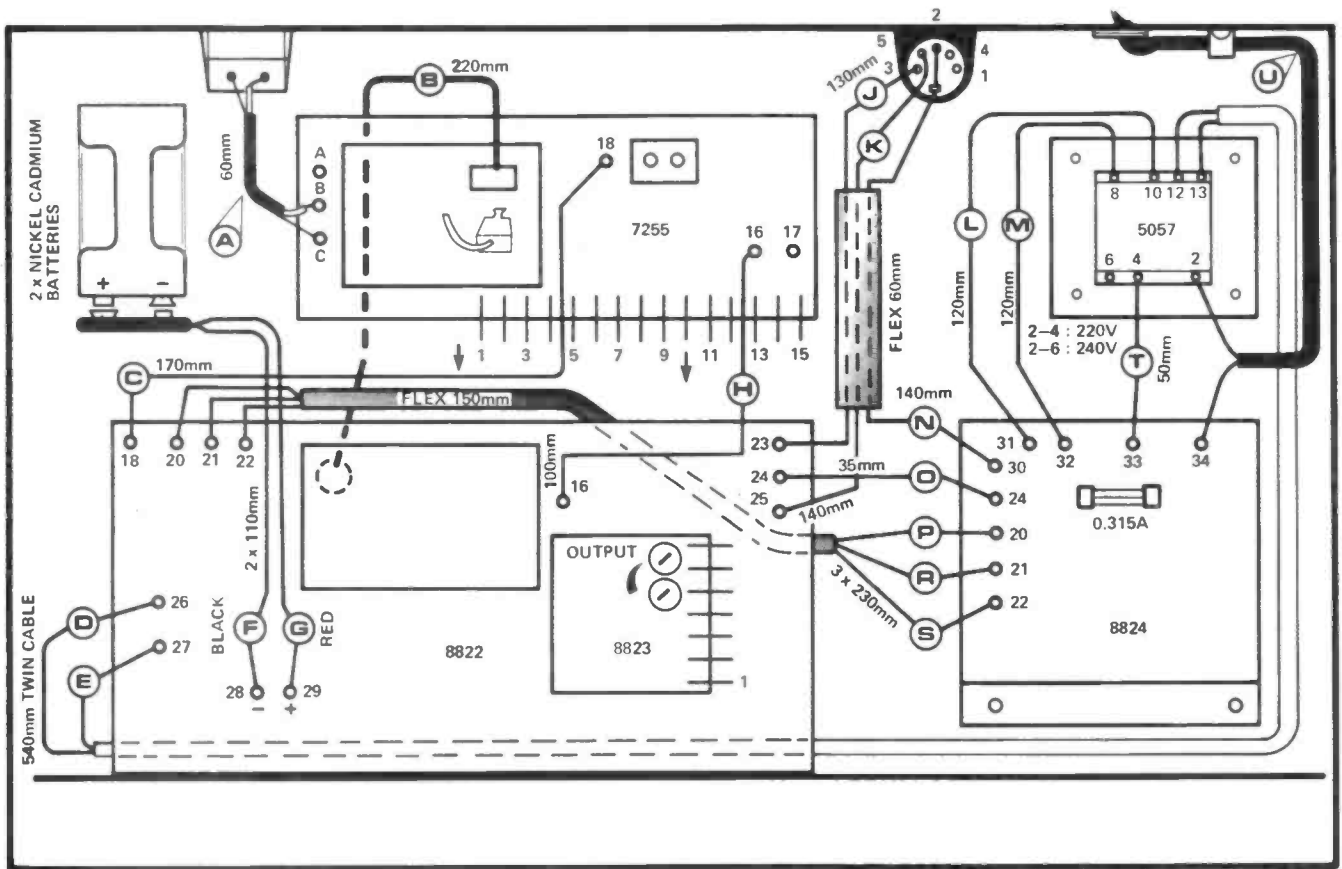 2 x NICKEL CADMIUM
BATTERIES
+ −
60mm
A
B
220mm
A
B
C
18
7255
16
17
1 3 5 7 9 11 13 15
2
5
4
3
1
130mm
J
K
FLEX 60mm
U
L
M
120mm
120mm
8 10 12 13
5057
6 4 2
2–4 : 220V
2–6 : 240V
T
50mm
C
170mm
FLEX 150mm
H
100mm
18 20 21 22
16
23
24
25
35mm
140mm
140mm
N
O
P
R
S
3 x 230mm
31 32 33 34
30
24
20
21
22
0.315A
8824
2 x 110mm
BLACK
F
G
RED
28 29
− +
26
27
D
E
540mm TWIN CABLE
8822
OUTPUT
8823
1